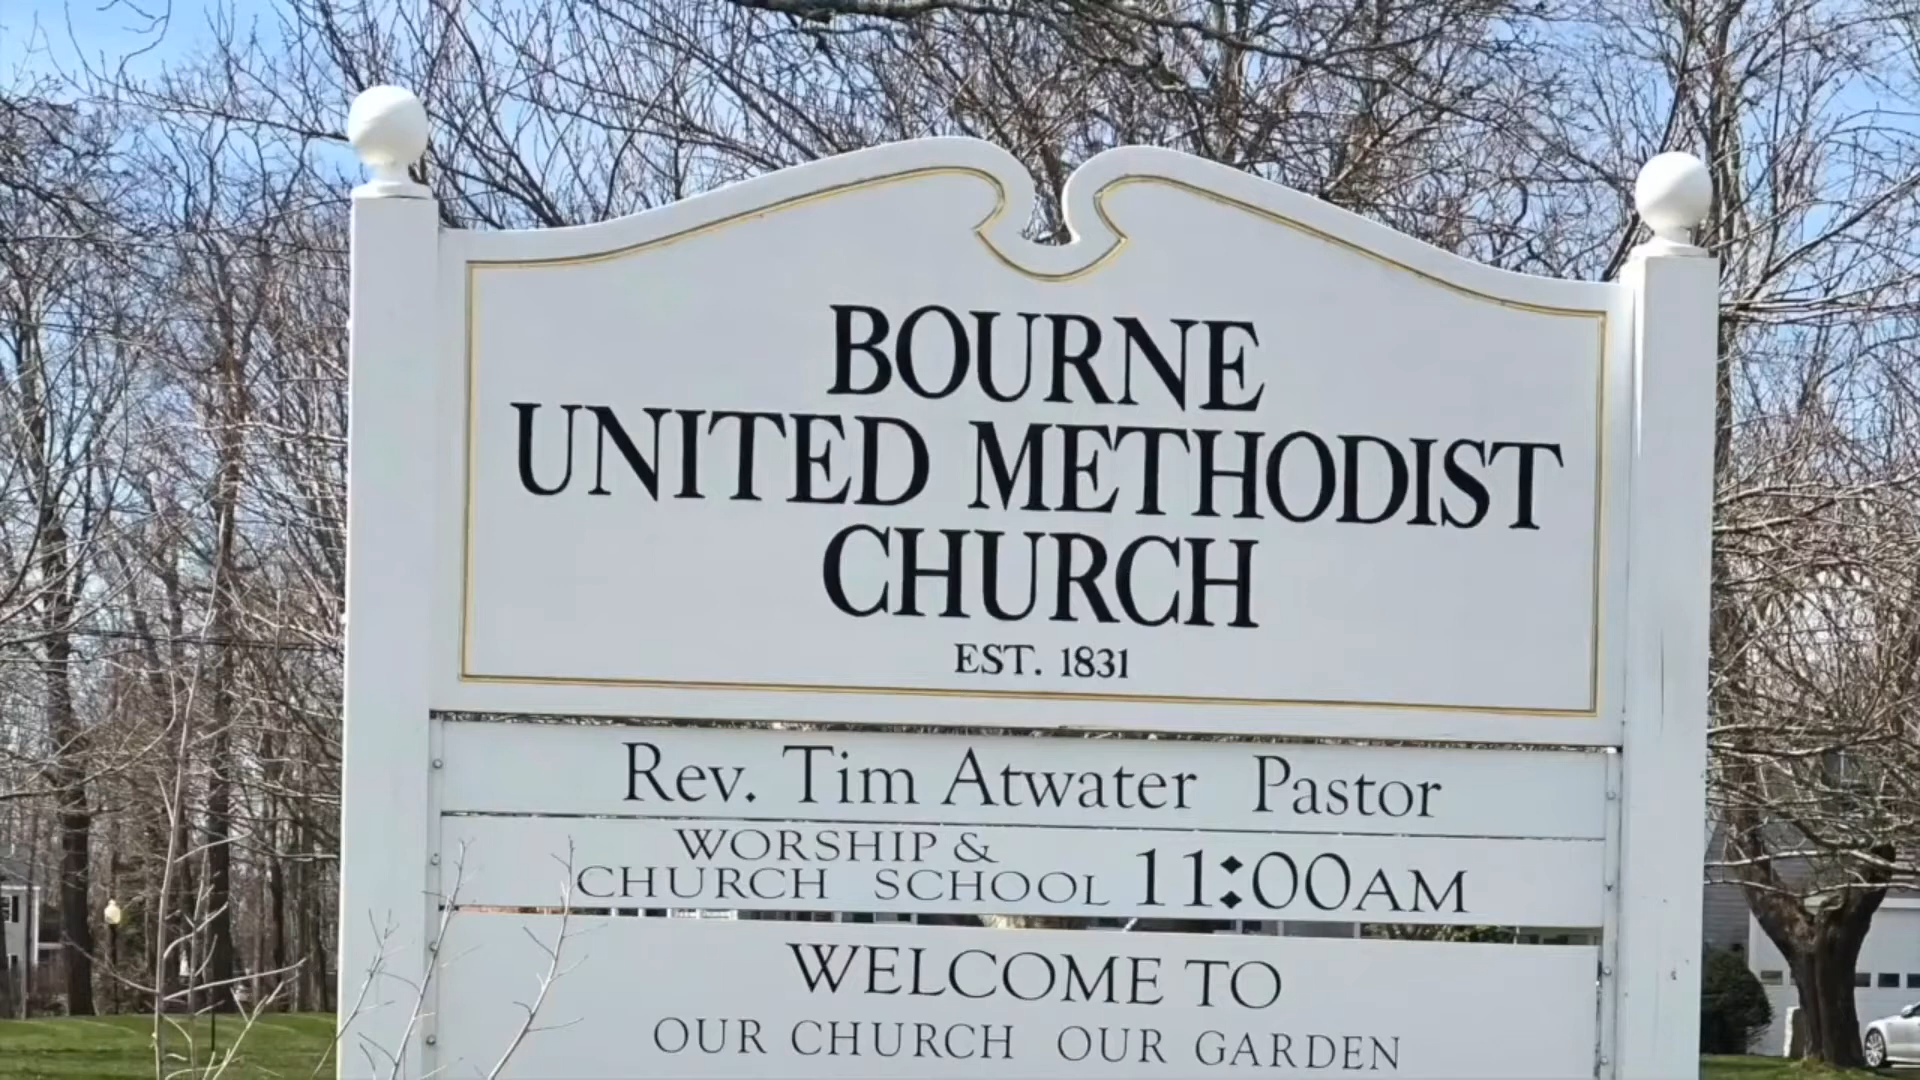 BOURNE
UNITED METHODIST
CHURCH
EST. 1831
Rev. Tim Atwater Pastor
WORSHIP &
CHURCH SCHOOL 11:00AM
WELCOME TO
OUR CHURCH OUR GARDEN